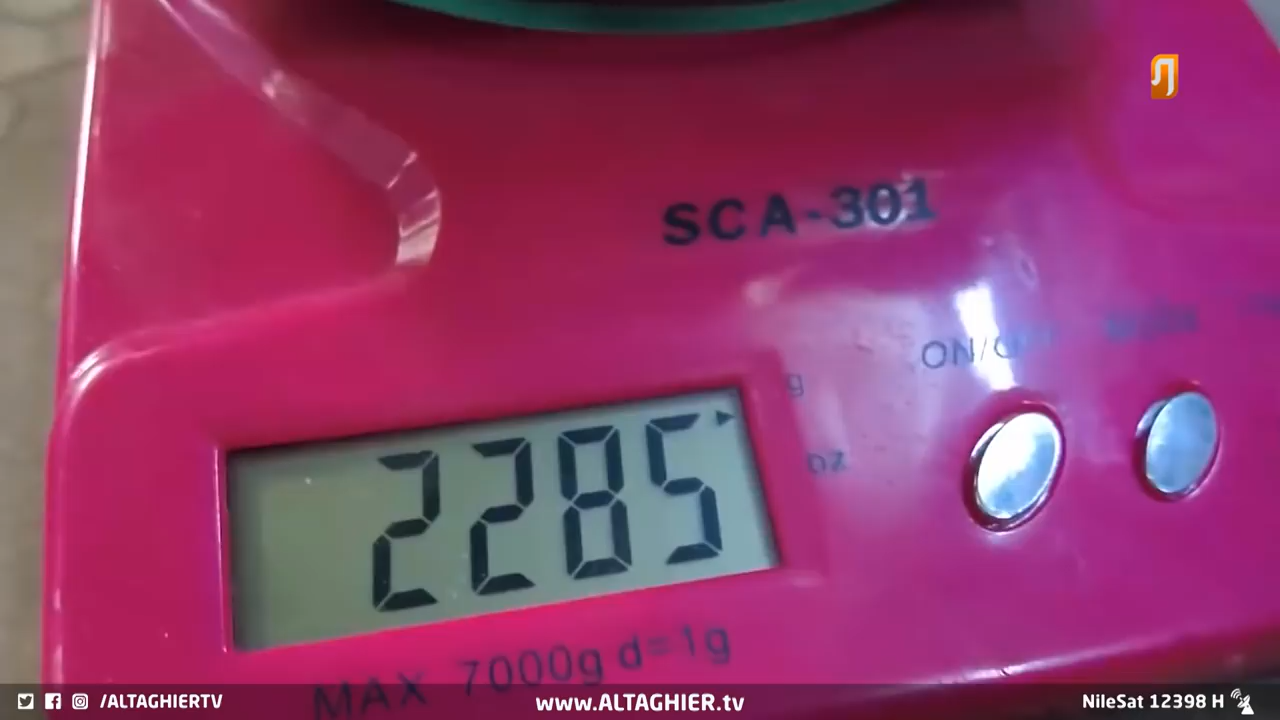 SCA-301
ON/OFF
g
oz
2285
MAX 7000g d=1g
/ALTAGHIERTV
www.ALTAGHIER.tv
NileSat 12398 H